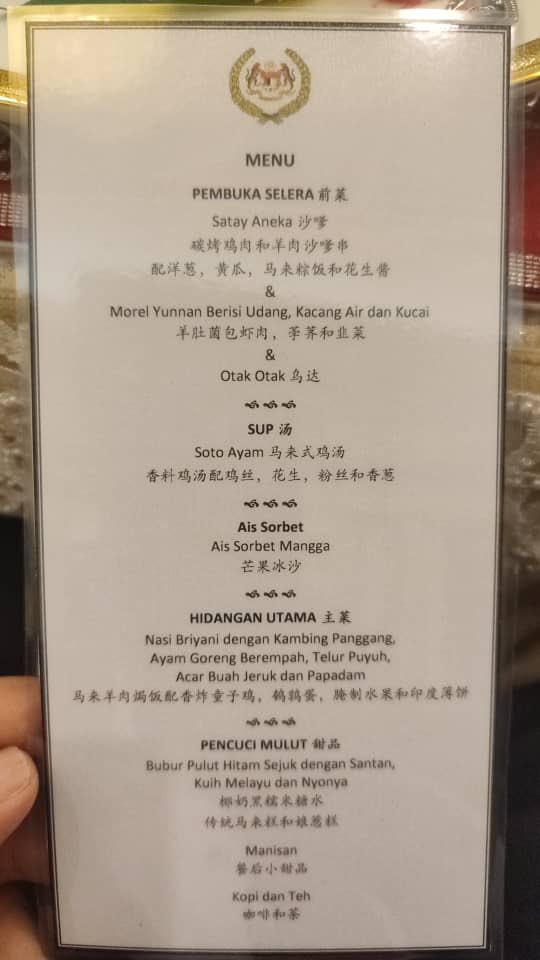 MENU
PEMBUKA SELERA 前菜
Satay Aneka 沙嗲
碳烤鸡肉和羊肉沙嗲串
配洋葱，黄瓜，马来粽饭和花生酱
&
Morel Yunnan Berisi Udang, Kacang Air dan Kucai
羊肚菌包虾肉，荸荠和韭菜
&
Otak Otak 乌达
SUP 汤
Soto Ayam 马来式鸡汤
香料鸡汤配鸡丝，花生，粉丝和香葱
Ais Sorbet
Ais Sorbet Mangga
芒果冰沙
HIDANGAN UTAMA 主菜
Nasi Briyani dengan Kambing Panggang,
Ayam Goreng Berempah, Telur Puyuh,
Acar Buah Jeruk dan Papadam
马来羊肉焗饭配香炸童子鸡，鹌鹑蛋，腌制水果和印度薄饼
PENCUCI MULUT 甜品
Bubur Pulut Hitam Sejuk dengan Santan,
Kuih Melayu dan Nyonya
椰奶黑糯米糖水
传统马来糕和娘惹糕
Manisan
餐后小甜品
Kopi dan Teh
咖啡和茶